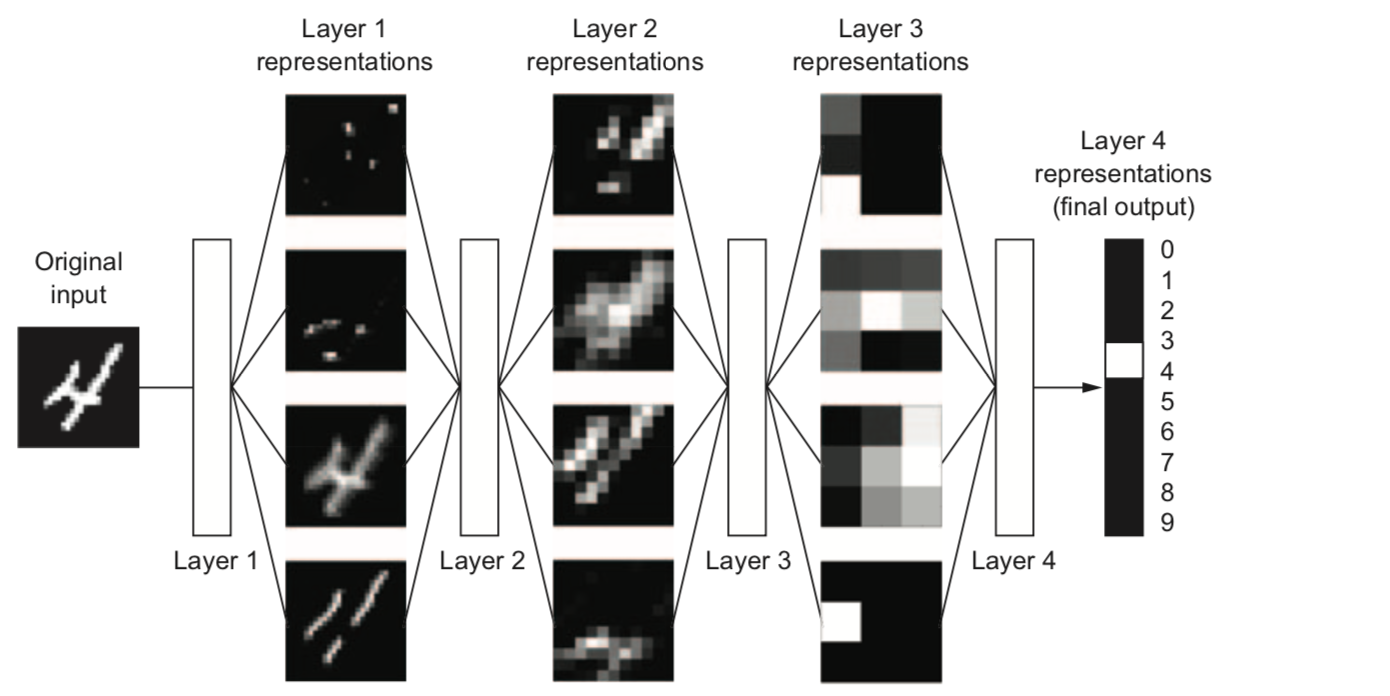 Layer 1
representations
Layer 2
representations
Layer 3
representations
Layer 4
representations
(final output)
Original
input
0
1
2
3
4
5
6
7
8
9
Layer 1
Layer 2
Layer 3
Layer 4